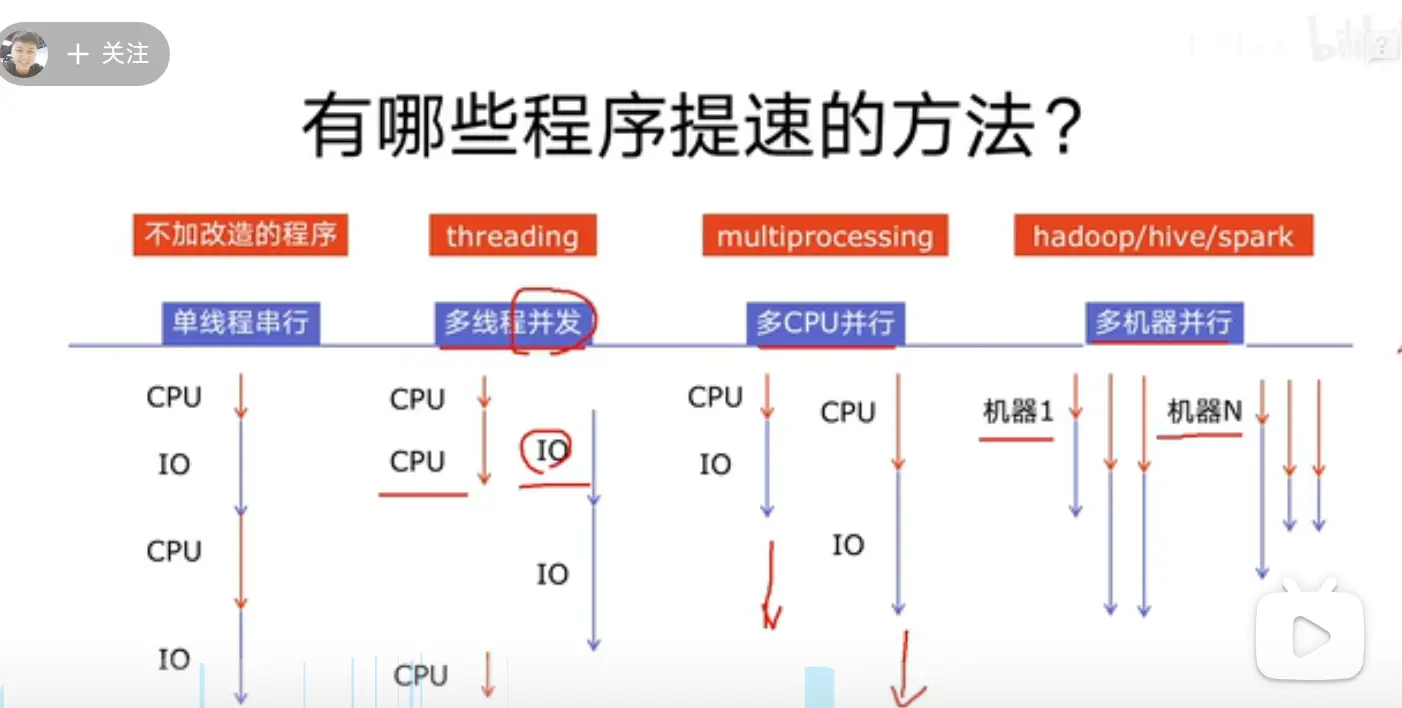 + 关注
bilibili
有哪些程序提速的方法？
不加改造的程序
threading
multiprocessing
hadoop/hive/spark
单线程串行
多线程并发
多CPU并行
多机器并行
CPU
IO
CPU
IO
CPU
CPU
IO
IO
CPU
CPU
IO
CPU
IO
机器1
机器N